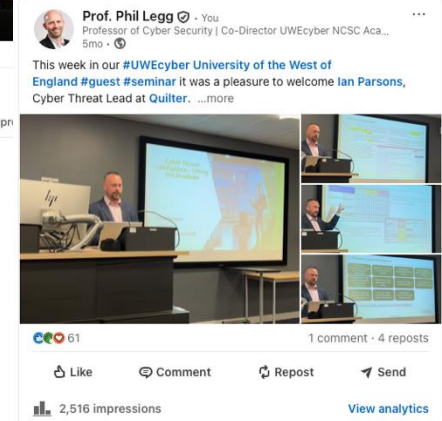 Prof. Phil Legg · You
Professor of Cyber Security | Co-Director UWEcyber NCSC Aca...
5mo ·
This week in our #UWEcyber University of the West of
England #guest #seminar it was a pleasure to welcome Ian Parsons,
Cyber Threat Lead at Quilter. ...more
hp
61
1 comment · 4 reposts
Like
Comment
Repost
Send
2,516 impressions
View analytics